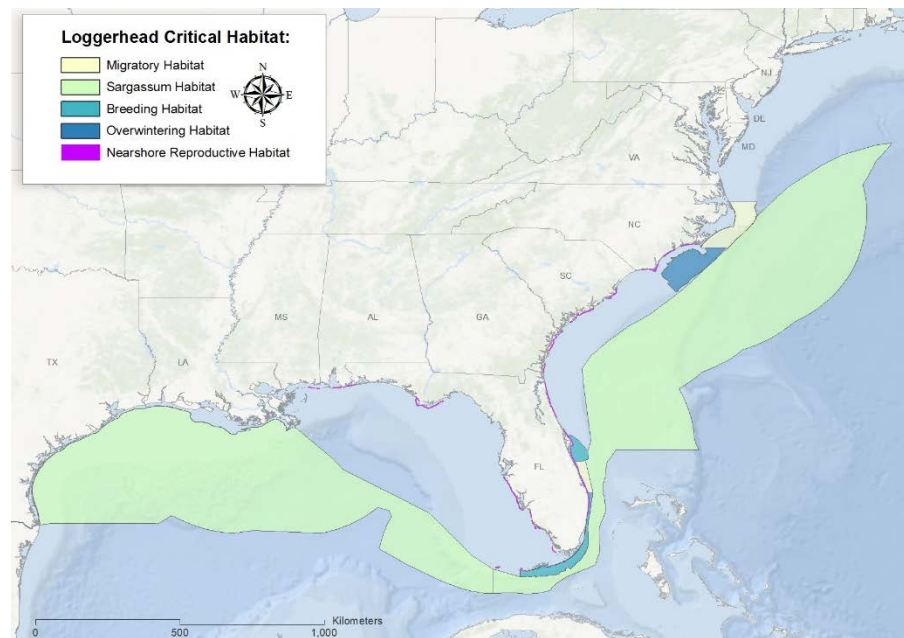 Loggerhead Critical Habitat:
Migratory Habitat
Sargassum Habitat
Breeding Habitat
Overwintering Habitat
Nearshore Reproductive Habitat
N
W E
S
NJ
DE
MD
VA
NC
SC
MS
AL
GA
TX
LA
FL
Kilometers
0 500 1,000